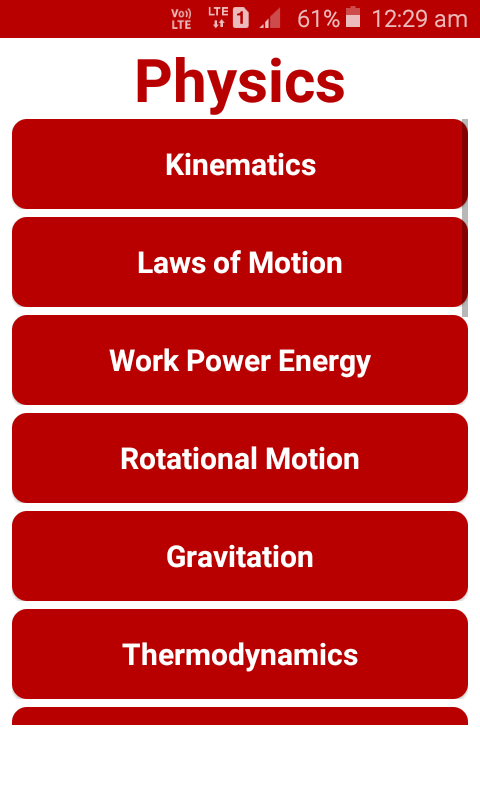 Vo)) LTE LTE 1 61% 12:29 am
Physics
Kinematics
Laws of Motion
Work Power Energy
Rotational Motion
Gravitation
Thermodynamics